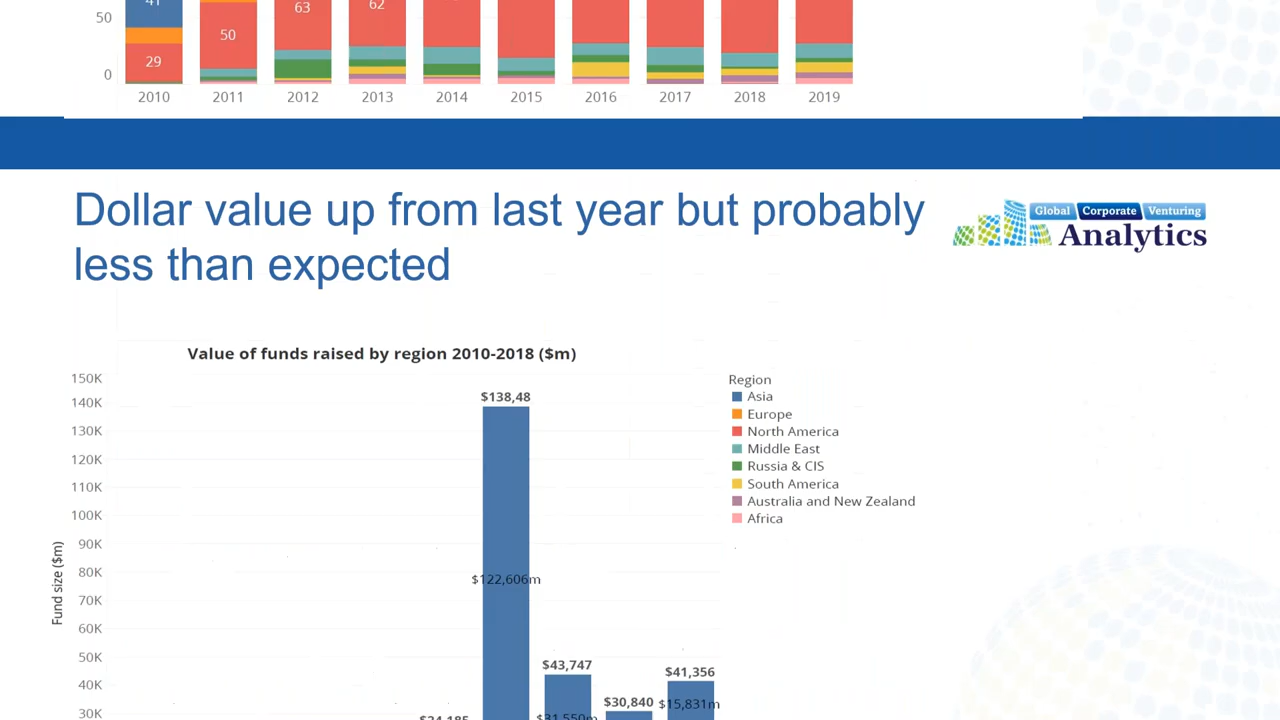 41
63
62
50
50
29
0
2010 2011 2012 2013 2014 2015 2016 2017 2018 2019
Dollar value up from last year but probably
less than expected
Global Corporate Venturing
Analytics
Value of funds raised by region 2010-2018 ($m)
Region
Asia
Europe
North America
Middle East
Russia & CIS
South America
Australia and New Zealand
Africa
Fund size ($m)
150K
140K
130K
120K
110K
100K
90K
80K
70K
60K
50K
40K
30K
$138,48
$122,606m
$43,747
$41,356
$30,840
$15,831m
$31,550m
$24,185